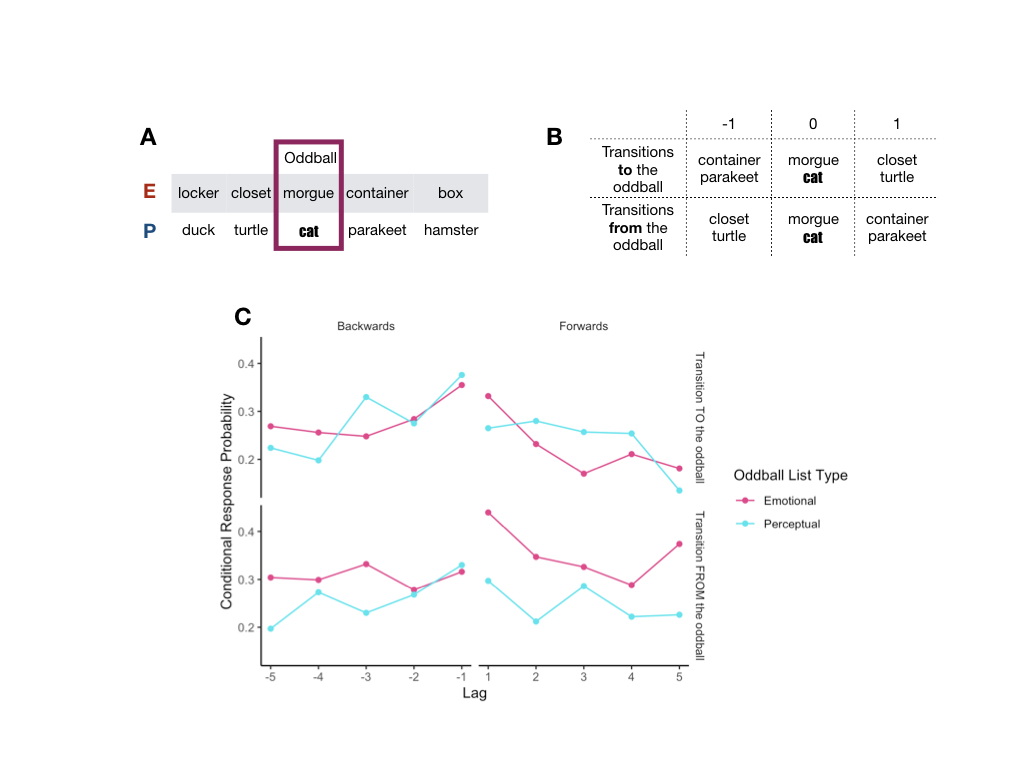 A
Oddball
E locker closet morgue container box
P duck turtle cat parakeet hamster
B
-1 0 1
Transitions
to the
oddball
container
parakeet
morgue
cat
closet
turtle
Transitions
from the
oddball
closet
turtle
morgue
cat
container
parakeet
C
Backwards Forwards
Conditional Response Probability
0.4
0.3
0.2
Transition TO the oddball
0.4
0.3
0.2
Transition FROM the oddball
-5 -4 -3 -2 -1 1 2 3 4 5
Lag
Oddball List Type
Emotional
Perceptual